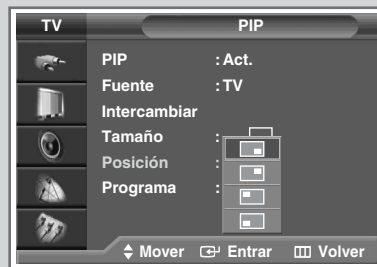 TV PIP
PIP : Act.
Fuente : TV
Intercambiar
Tamaño :
Posición
Programa :
Mover Entrar Volver